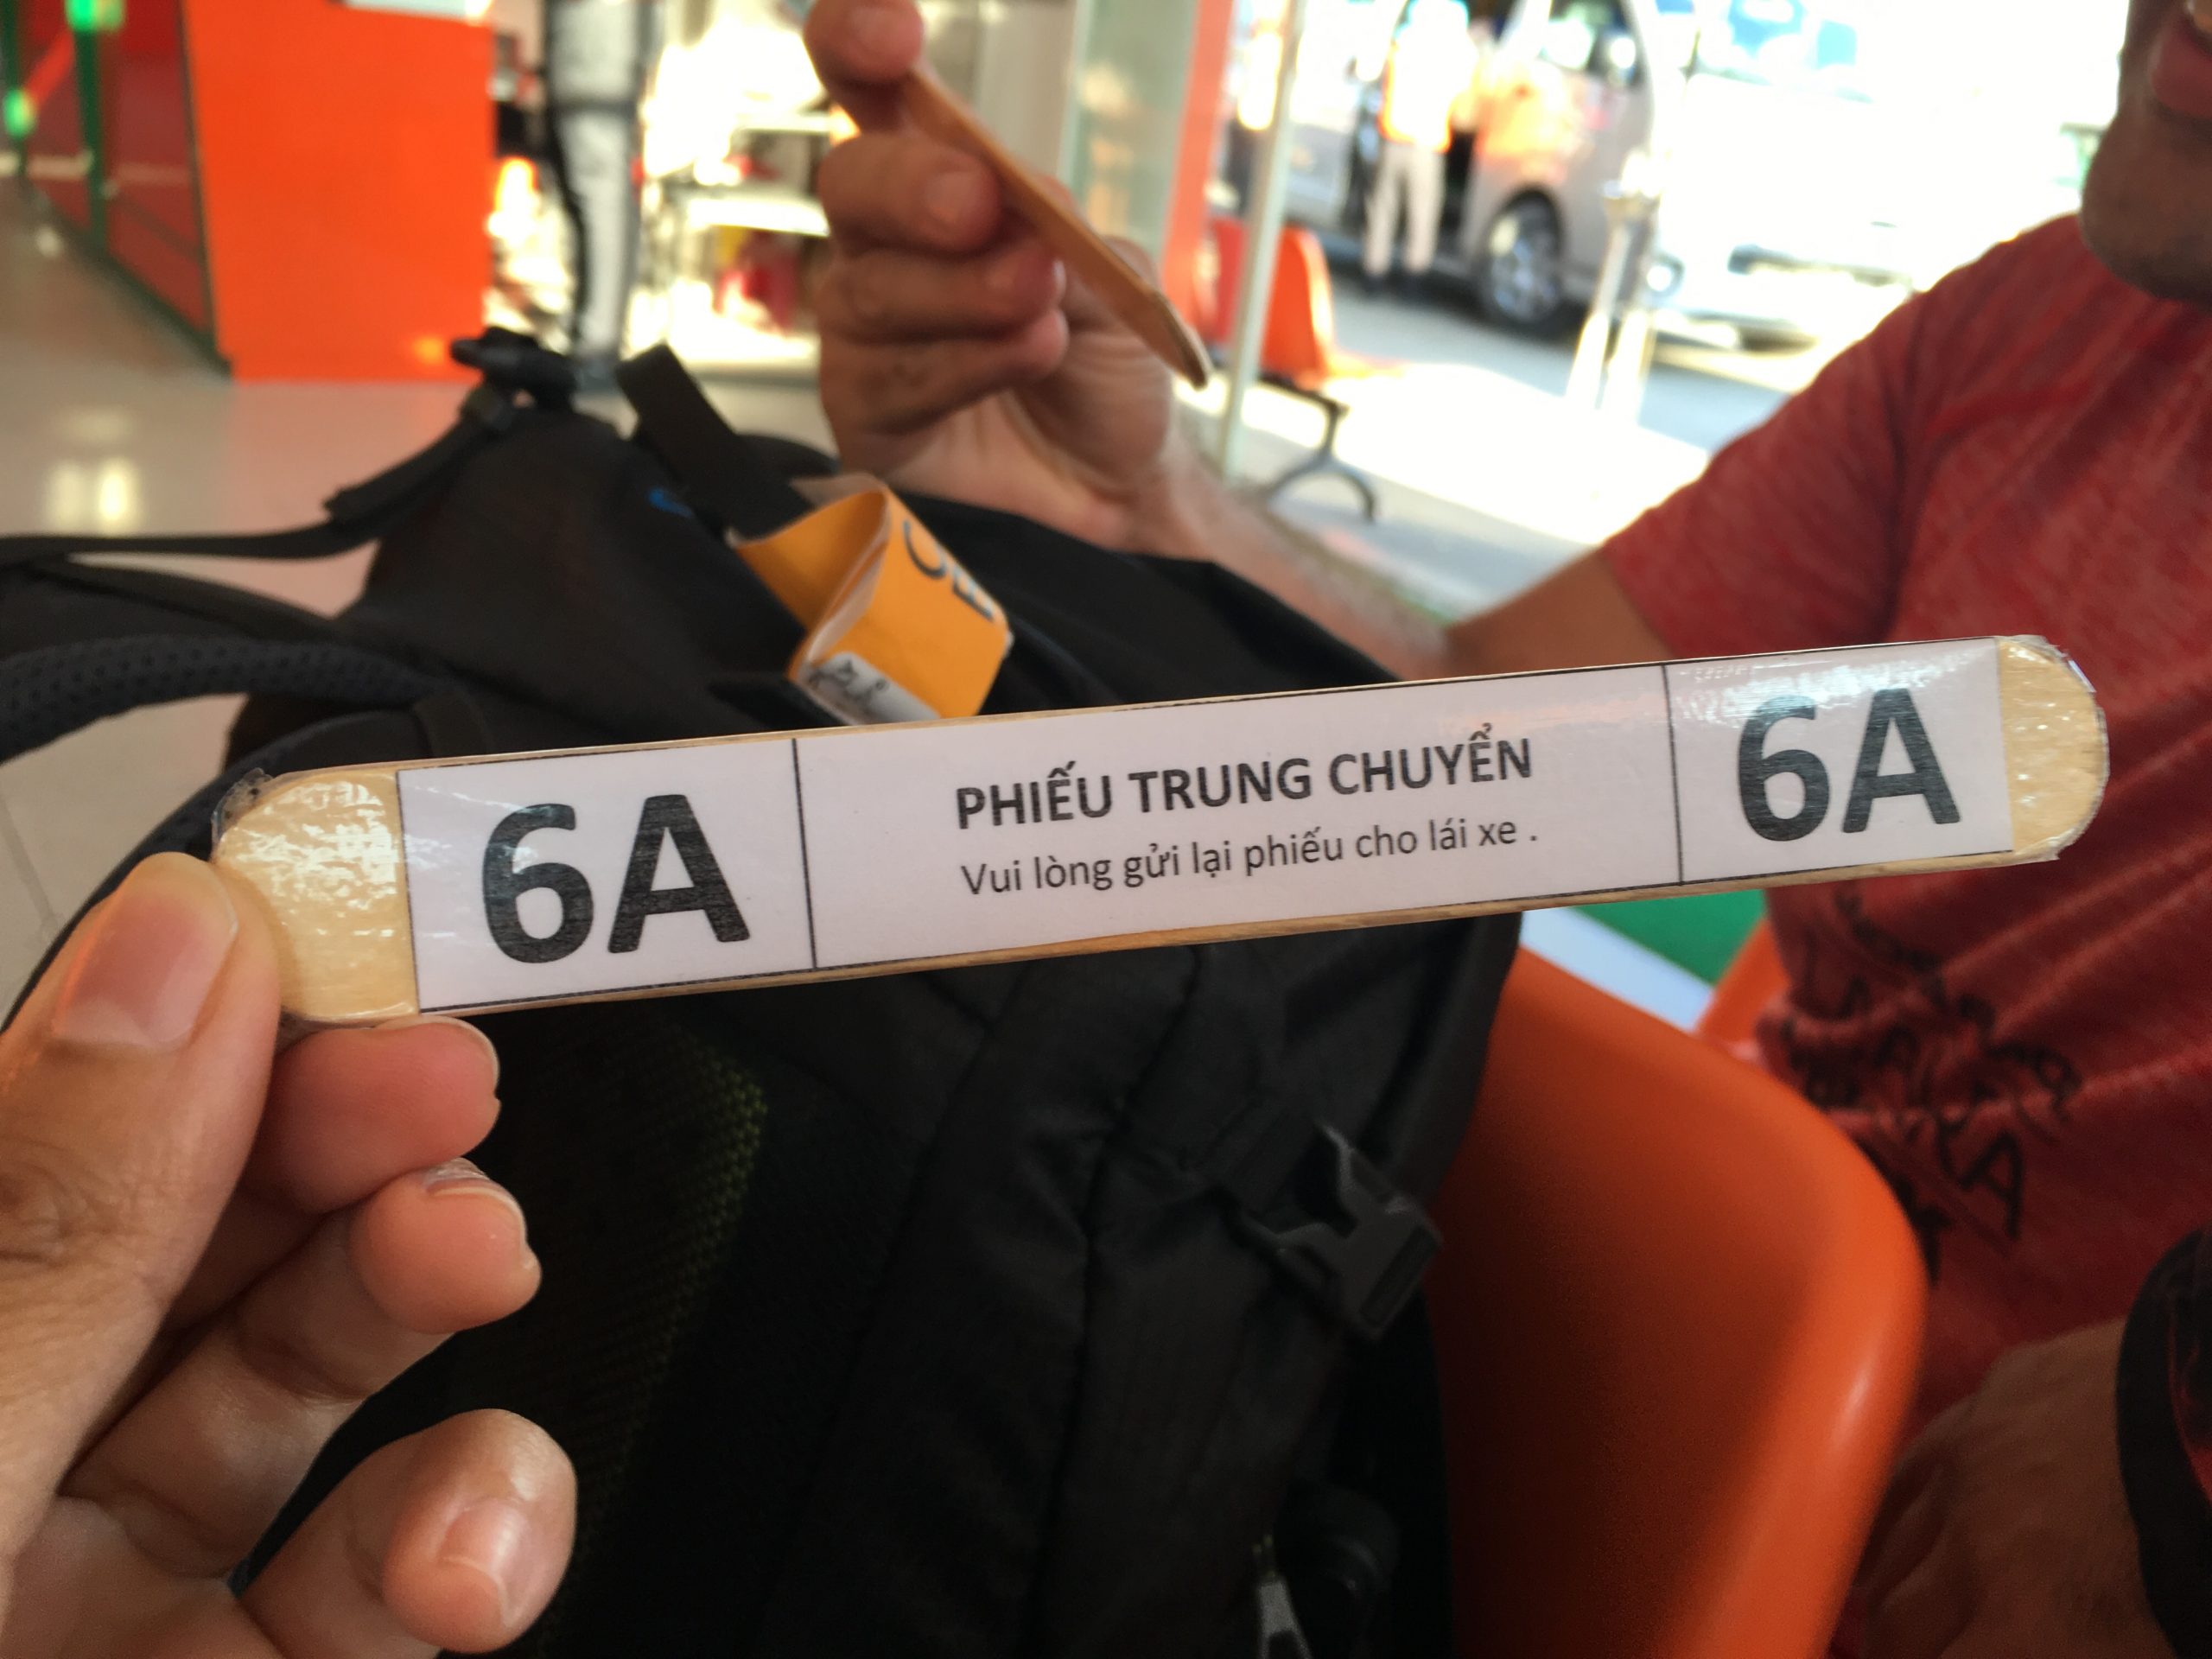 6A
PHIẾU TRUNG CHUYỂN
Vui lòng gửi lại phiếu cho lái xe .
6A